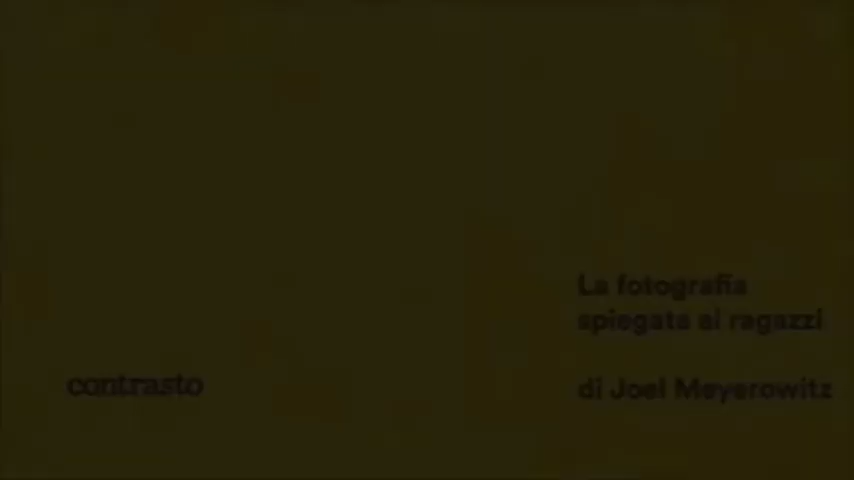 La fotografia
spiegata ai ragazzi
contrasto
di Joel Meyerowitz